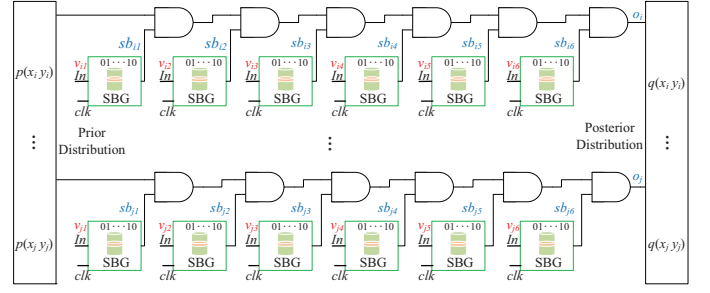 o_i
sb_i1 sb_i2 sb_i3 sb_i4 sb_i5 sb_i6
v_i1 01···10 v_i2 01···10 v_i3 01···10 v_i4 01···10 v_i5 01···10 v_i6 01···10
p(x_i y_i) In In In In In In q(x_i y_i)
SBG SBG SBG SBG SBG SBG
clk clk clk clk clk clk
⋮ Prior Distribution ⋮ Posterior Distribution ⋮
o_j
sb_j1 sb_j2 sb_j3 sb_j4 sb_j5 sb_j6
v_j1 01···10 v_j2 01···10 v_j3 01···10 v_j4 01···10 v_j5 01···10 v_j6 01···10
p(x_j y_j) In In In In In In q(x_j y_j)
SBG SBG SBG SBG SBG SBG
clk clk clk clk clk clk